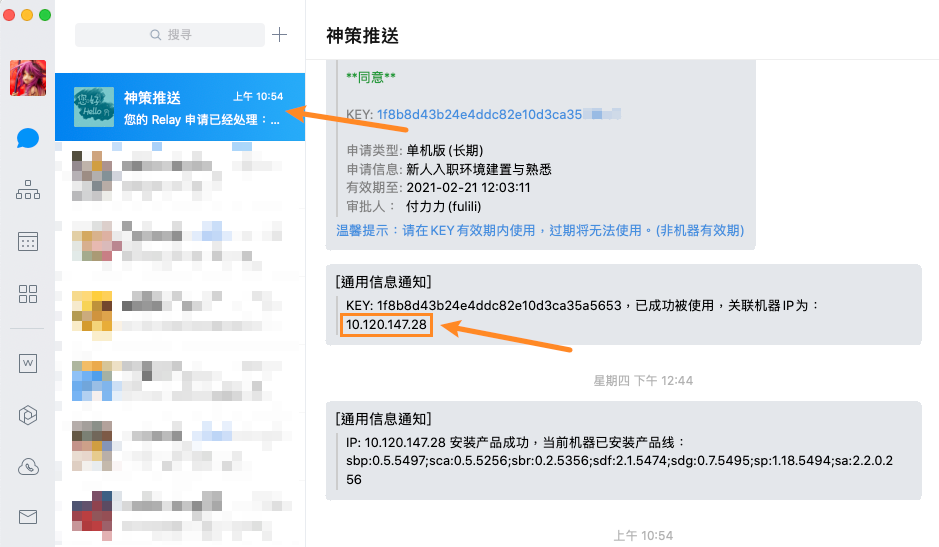 搜寻
神策推送
神策推送
上午 10:54
您的 Relay 申请已经处理：...
**同意**
KEY: 1f8b8d43b24e4ddc82e10d3ca35
申请类型: 单机版 (长期)
申请信息: 新人入职环境建置与熟悉
有效期至: 2021-02-21 12:03:11
审批人： 付力力 (fulili)
温馨提示：请在 KEY 有效期内使用，过期将无法使用。(非机器有效期)
[通用信息通知]
KEY: 1f8b8d43b24e4ddc82e10d3ca35a5653，已成功被使用，关联机器 IP 为：
10.120.147.28
星期四 下午 12:44
[通用信息通知]
IP: 10.120.147.28 安装产品成功，当前机器已安装产品线：
sbp:0.5.5497;sca:0.5.5256;sbr:0.2.5356;sdf:2.1.5474;sdg:0.7.5495;sp:1.18.5494;sa:2.2.0.2
56
上午 10:54